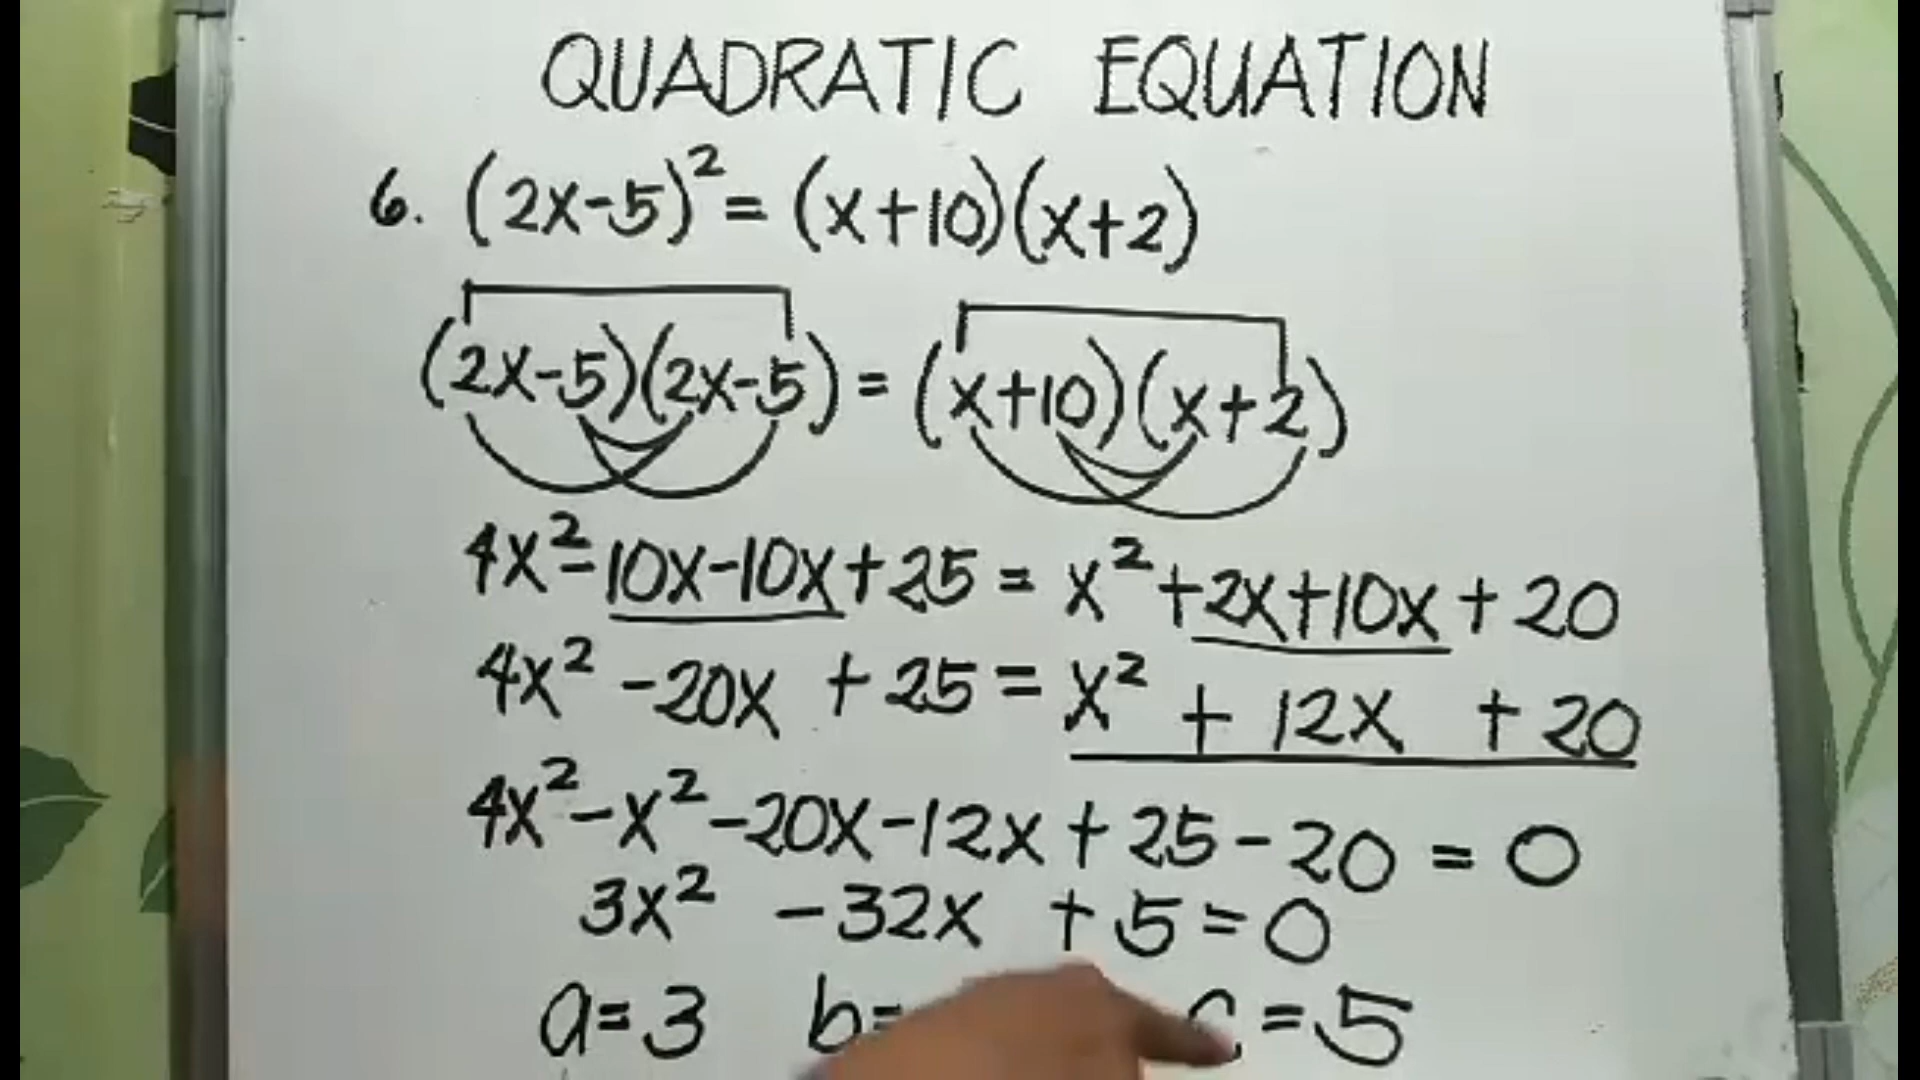 QUADRATIC EQUATION
6. (2x-5)² = (x+10)(x+2)
(2x-5)(2x-5) = (x+10)(x+2)
4x² - 10x - 10x + 25 = x² + 2x + 10x + 20
4x² - 20x + 25 = x² + 12x + 20
4x² - x² - 20x - 12x + 25 - 20 = 0
3x² - 32x + 5 = 0
a = 3 b = c = 5